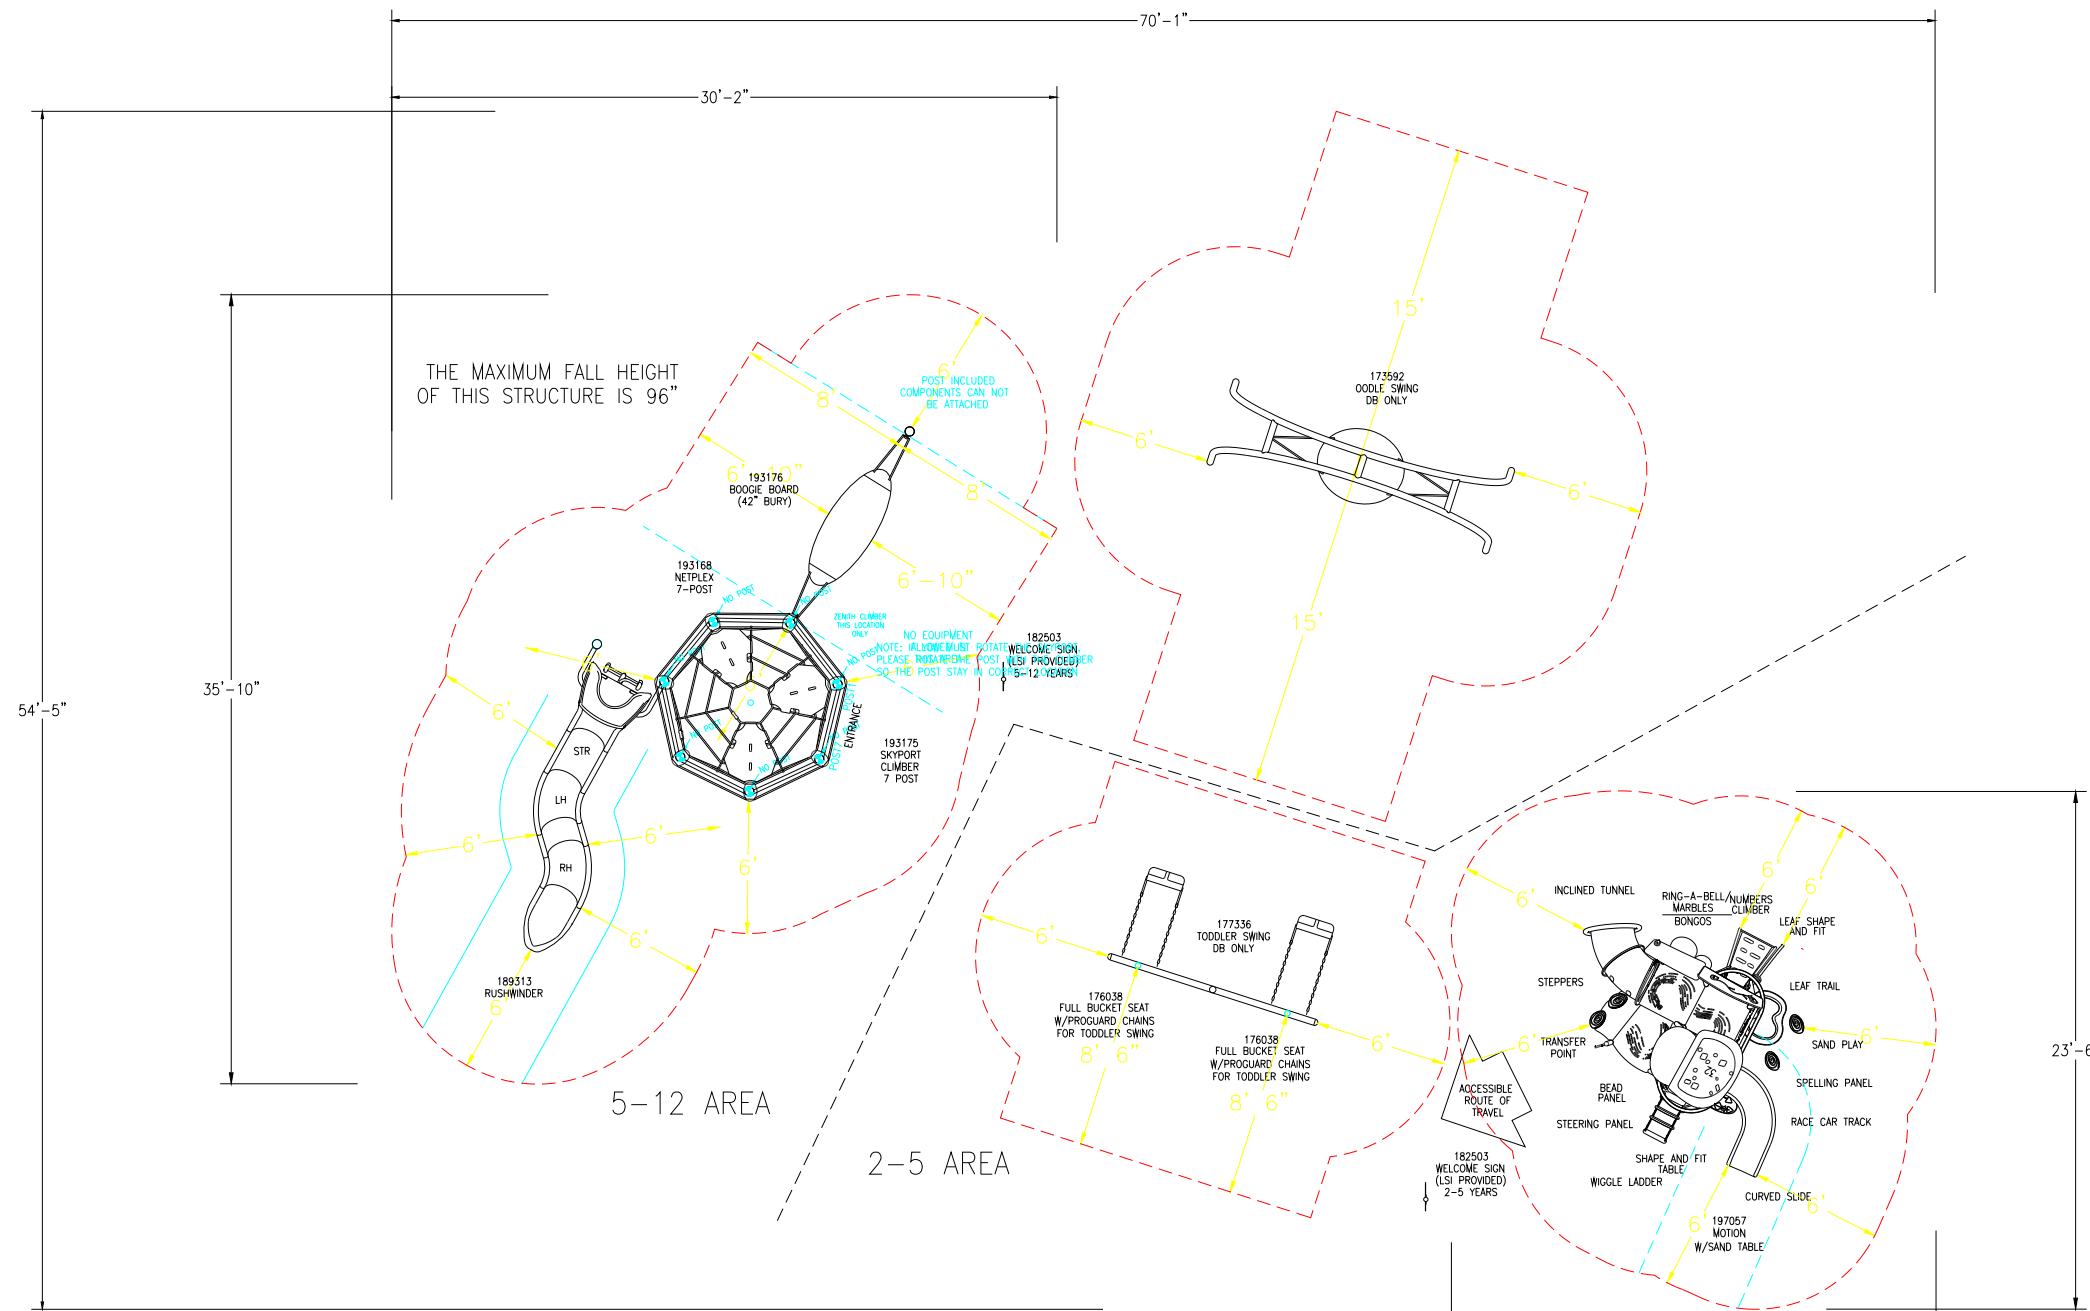 70'-1"
30'-2"
THE MAXIMUM FALL HEIGHT
OF THIS STRUCTURE IS 96"
54'-5"
35'-10"
6'
POST INCLUDED
COMPONENTS CAN NOT
BE ATTACHED
8'
8'
6'-10"
193176
BOOGIE BOARD
(42" BURY)
6'-10"
193168
NETPLEX
7-POST
NO POST
NO POST
ZENITH CLIMBER
THIS LOCATION
ONLY
NO EQUIPMENT
NO POST
182503
WELCOME SIGN
(LSI PROVIDED)
5-12 YEARS
ENTRANCE
193175
SKYPORT
CLIMBER
7 POST
NO POST
NO POST
6'
STR
LH
RH
6'
6'
6'
6'
6'
189313
RUSHWINDER
15'
173592
OODLE SWING
DB ONLY
6'
6'
15'
5-12 AREA
2-5 AREA
6'
177336
TODDLER SWING
DB ONLY
176038
FULL BUCKET SEAT
W/PROGUARD CHAINS
FOR TODDLER SWING
8' 6"
176038
FULL BUCKET SEAT
W/PROGUARD CHAINS
FOR TODDLER SWING
8' 6"
6'
ACCESSIBLE
ROUTE OF
TRAVEL
182503
WELCOME SIGN
(LSI PROVIDED)
2-5 YEARS
6'
6'
6'
INCLINED TUNNEL
RING-A-BELL/
MARBLES
BONGOS
NUMBERS
CLIMBER
LEAF SHAPE
AND FIT
STEPPERS
LEAF TRAIL
6'
TRANSFER
POINT
6'
SAND PLAY
BEAD
PANEL
SPELLING PANEL
STEERING PANEL
RACE CAR TRACK
32
SHAPE AND FIT
TABLE
WIGGLE LADDER
CURVED SLIDE
6'
6'
197057
MOTION
W/SAND TABLE
23'-6